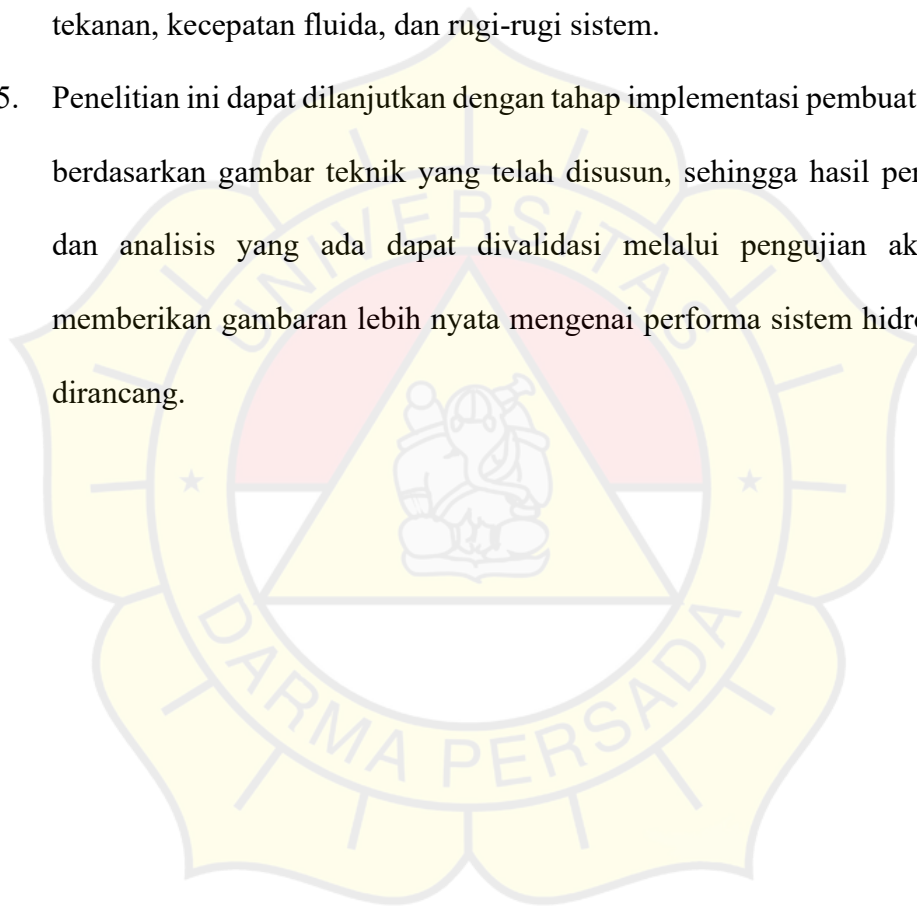 tekanan, kecepatan fluida, dan rugi-rugi sistem.
5. Penelitian ini dapat dilanjutkan dengan tahap implementasi pembuat
berdasarkan gambar teknik yang telah disusun, sehingga hasil per
dan analisis yang ada dapat divalidasi melalui pengujian ak
memberikan gambaran lebih nyata mengenai performa sistem hidr
dirancang.
UNIVERSITAS
DARMA PERSADA